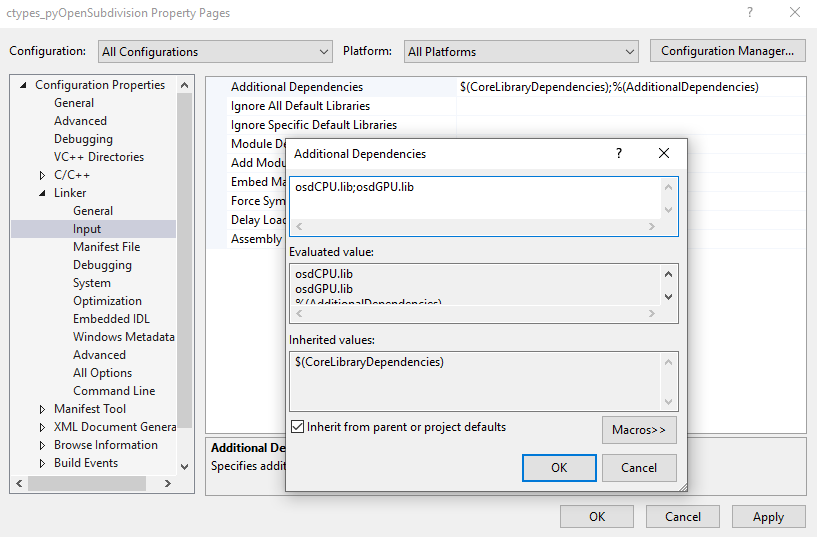 ctypes_pyOpenSubdivision Property Pages
Configuration: All Configurations Platform: All Platforms Configuration Manager...
Configuration Properties
General
Advanced
Debugging
VC++ Directories
C/C++
Linker
General
Input
Manifest File
Debugging
System
Optimization
Embedded IDL
Windows Metadata
Advanced
All Options
Command Line
Manifest Tool
XML Document Genera
Browse Information
Build Events
Additional Dependencies $(CoreLibraryDependencies);%(AdditionalDependencies)
Ignore All Default Libraries
Ignore Specific Default Libraries
Module De
Add Modu
Embed Ma
Force Sym
Delay Load
Assembly
Additional Dependencies
osdCPU.lib;osdGPU.lib
Evaluated value:
osdCPU.lib
osdGPU.lib
%(AdditionalDependencies)
Inherited values:
$(CoreLibraryDependencies)
Inherit from parent or project defaults
Macros>>
OK Cancel
Additional De
Specifies addit
OK Cancel Apply